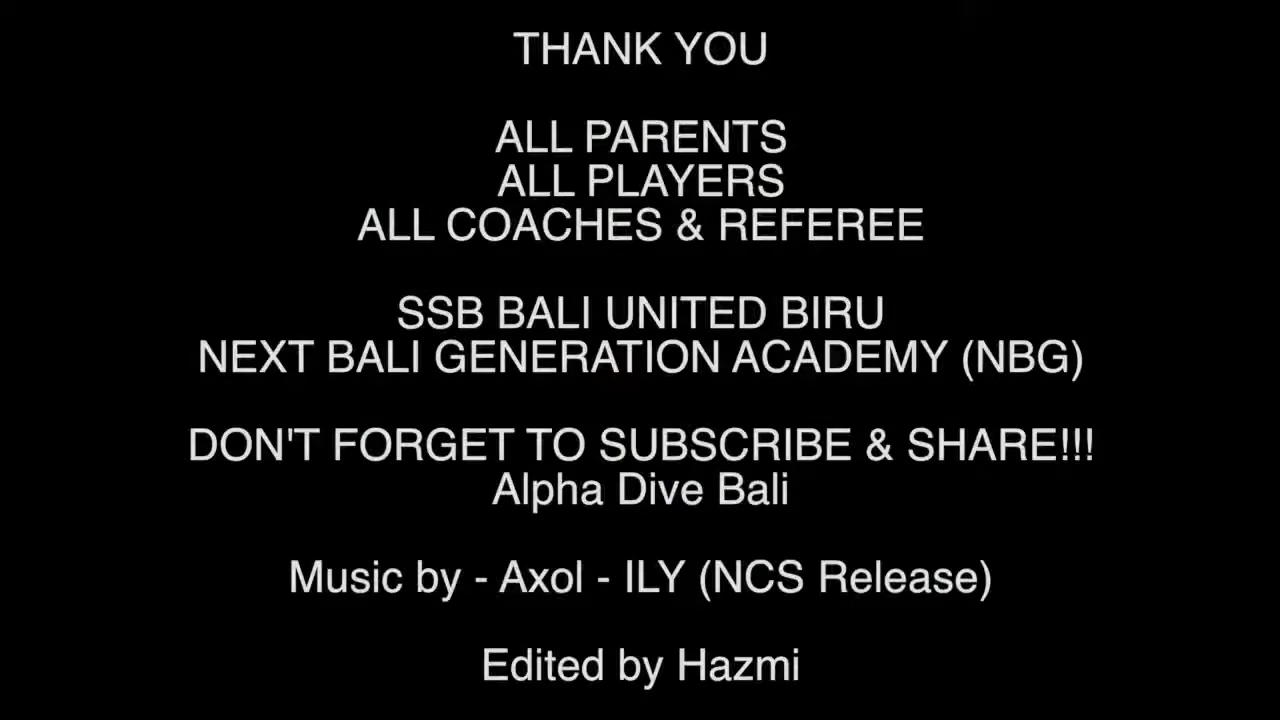 THANK YOU
ALL PARENTS
ALL PLAYERS
ALL COACHES & REFEREE
SSB BALI UNITED BIRU
NEXT BALI GENERATION ACADEMY (NBG)
DON'T FORGET TO SUBSCRIBE & SHARE!!!
Alpha Dive Bali
Music by - Axol - ILY (NCS Release)
Edited by Hazmi